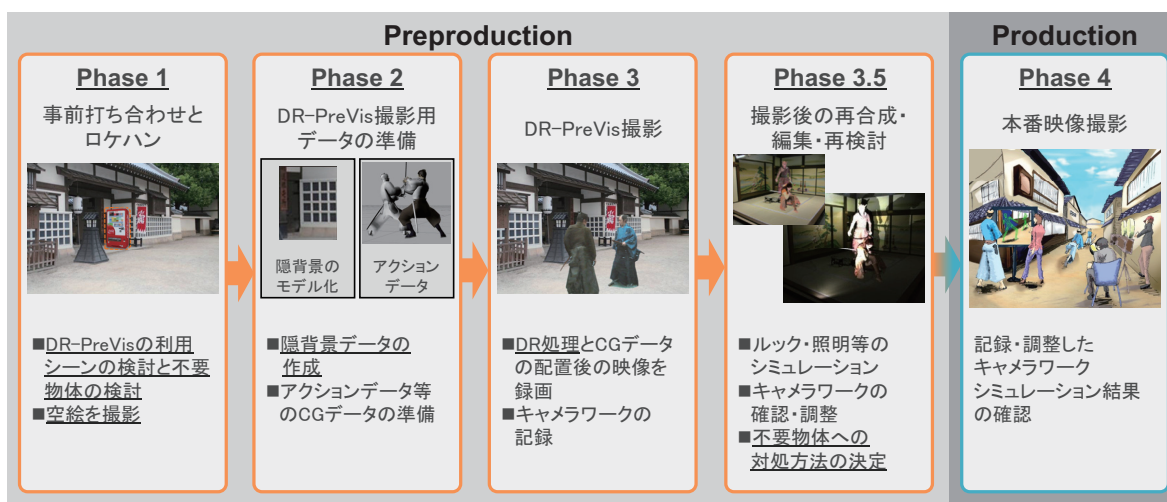 Preproduction
Production
Phase 1
事前打ち合わせと
ロケハン
■DR-PreVisの利用
シーンの検討と不要
物体の検討
■空絵を撮影
Phase 2
DR-PreVis撮影用
データの準備
隠背景の
モデル化
アクション
データ
■隠背景データの
作成
■アクションデータ等
のCGデータの準備
Phase 3
DR-PreVis撮影
■DR処理とCGデータ
の配置後の映像を
録画
■キャメラワークの
記録
Phase 3.5
撮影後の再合成・
編集・再検討
■ルック・照明等の
シミュレーション
■キャメラワークの
確認・調整
■不要物体への
対処方法の決定
Phase 4
本番映像撮影
記録・調整した
キャメラワーク
シミュレーション結果
の確認